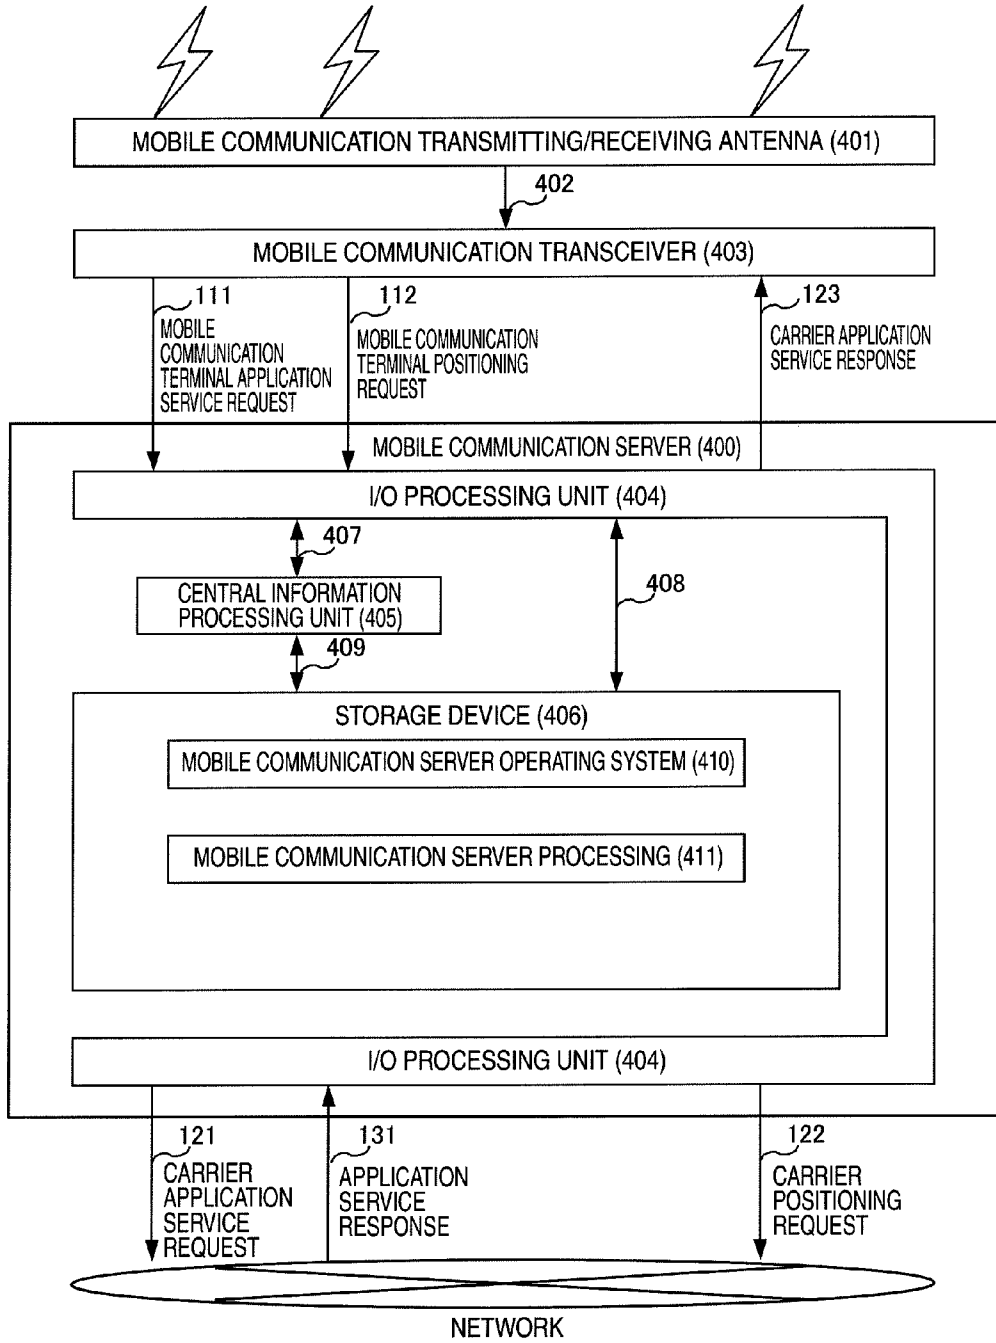 MOBILE COMMUNICATION TRANSMITTING/RECEIVING ANTENNA (401)
402
MOBILE COMMUNICATION TRANSCEIVER (403)
111
MOBILE
COMMUNICATION
TERMINAL APPLICATION
SERVICE REQUEST
112
MOBILE COMMUNICATION
TERMINAL POSITIONING
REQUEST
123
CARRIER APPLICATION
SERVICE RESPONSE
MOBILE COMMUNICATION SERVER (400)
I/O PROCESSING UNIT (404)
407
408
CENTRAL INFORMATION
PROCESSING UNIT (405)
409
STORAGE DEVICE (406)
MOBILE COMMUNICATION SERVER OPERATING SYSTEM (410)
MOBILE COMMUNICATION SERVER PROCESSING (411)
I/O PROCESSING UNIT (404)
121
CARRIER
APPLICATION
SERVICE
REQUEST
131
APPLICATION
SERVICE
RESPONSE
122
CARRIER
POSITIONING
REQUEST
NETWORK